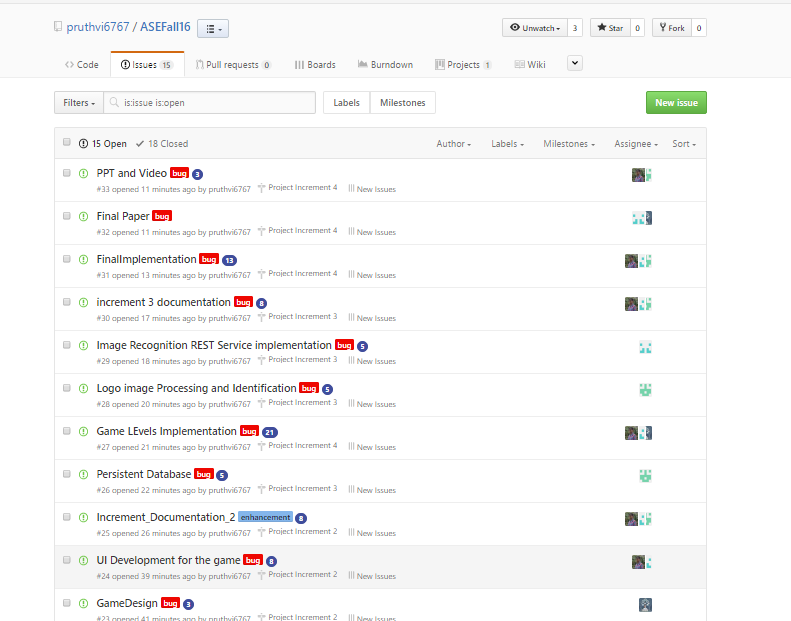 pruthvi6767 / ASEFall16
Unwatch 3 Star 0 Fork 0
Code Issues 15 Pull requests 0 Boards Burndown Projects 1 Wiki
Filters is:issue is:open Labels Milestones New issue
15 Open 18 Closed Author Labels Milestones Assignee Sort
PPT and Video bug 3
#33 opened 11 minutes ago by pruthvi6767 Project Increment 4 New Issues
Final Paper bug
#32 opened 11 minutes ago by pruthvi6767 Project Increment 4 New Issues
FinalImplementation bug 13
#31 opened 13 minutes ago by pruthvi6767 Project Increment 4 New Issues
increment 3 documentation bug 8
#30 opened 17 minutes ago by pruthvi6767 Project Increment 3 New Issues
Image Recognition REST Service implementation bug 5
#29 opened 18 minutes ago by pruthvi6767 Project Increment 3 New Issues
Logo image Processing and Identification bug 5
#28 opened 20 minutes ago by pruthvi6767 Project Increment 3 New Issues
Game LEvels Implementation bug 21
#27 opened 21 minutes ago by pruthvi6767 Project Increment 4 New Issues
Persistent Database bug 5
#26 opened 22 minutes ago by pruthvi6767 Project Increment 3 New Issues
Increment_Documentation_2 enhancement 8
#25 opened 26 minutes ago by pruthvi6767 Project Increment 2 New Issues
UI Development for the game bug 8
#24 opened 39 minutes ago by pruthvi6767 Project Increment 2 New Issues
GameDesign bug 3
#23 opened 41 minutes ago by pruthvi6767 Project Increment 2 New Issues